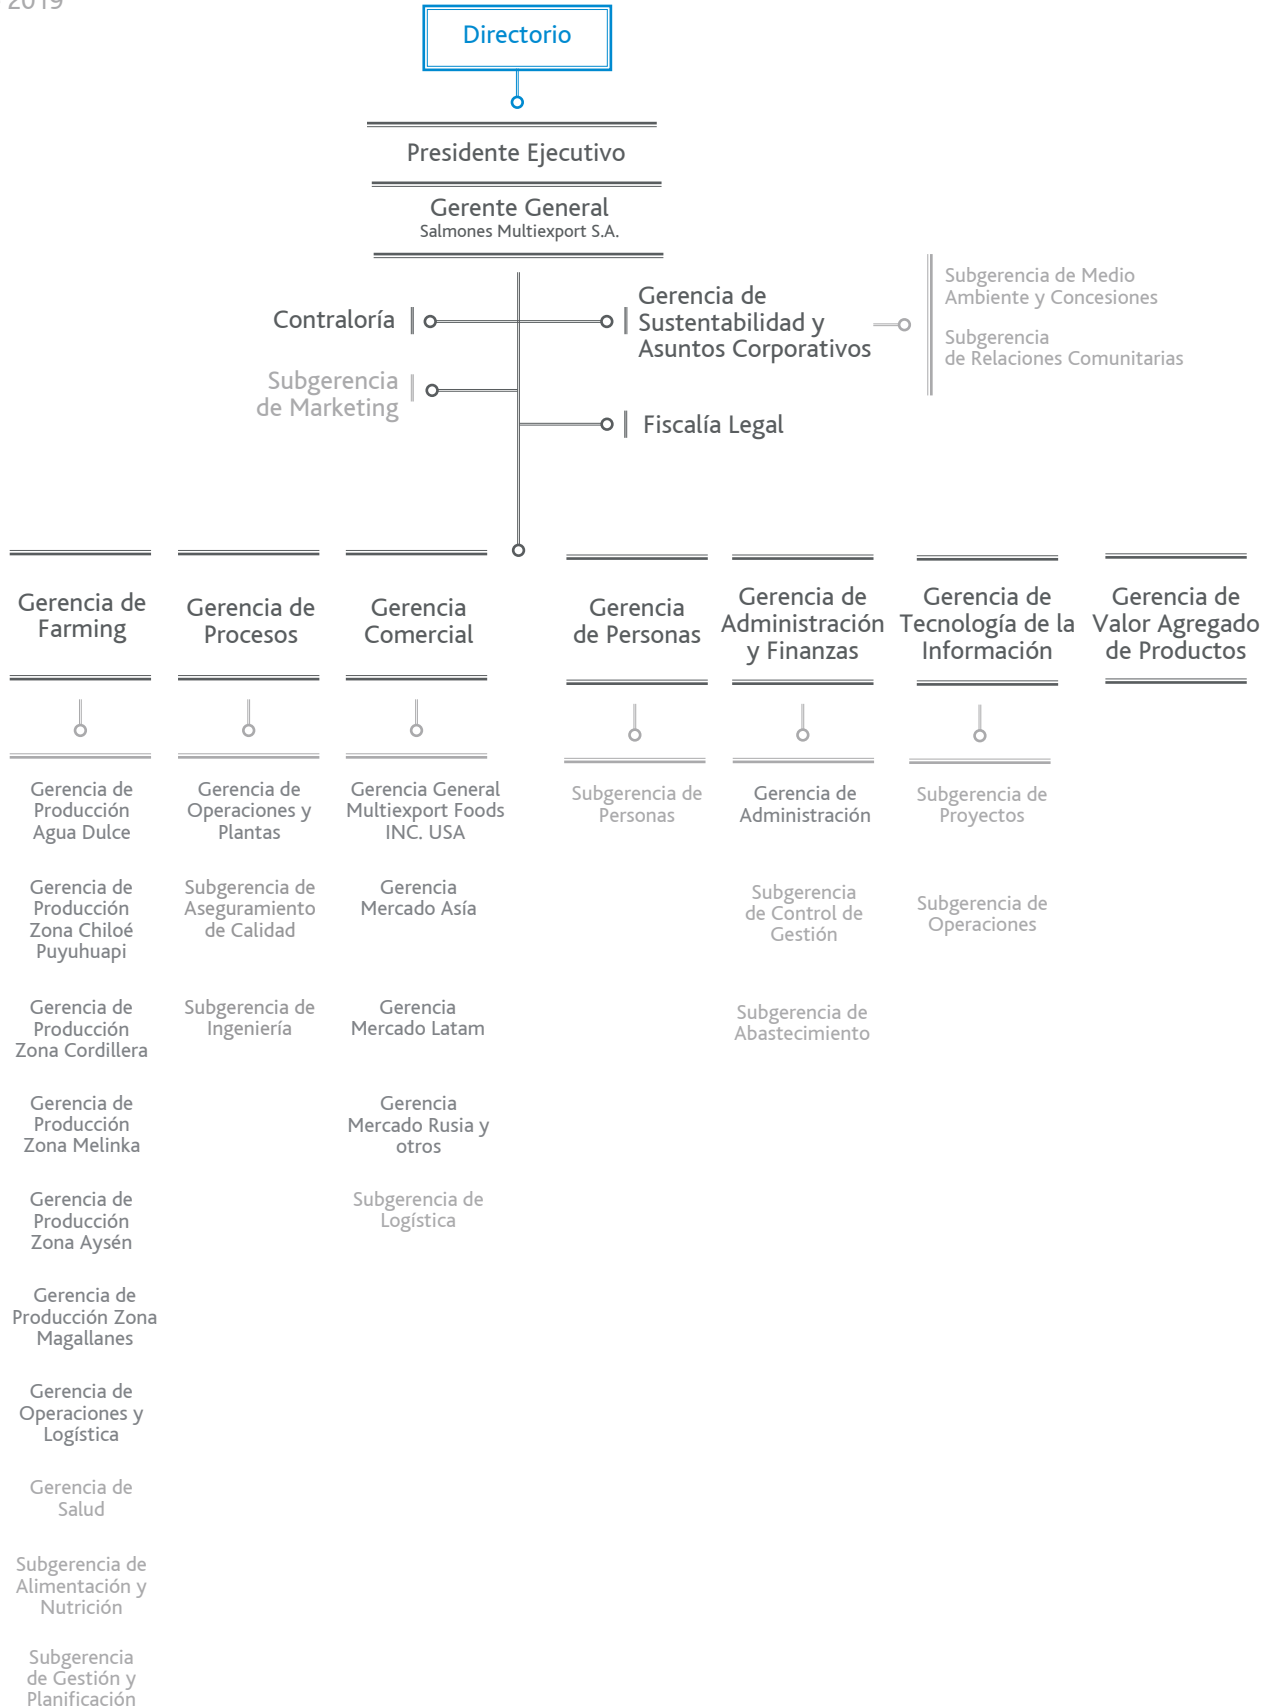 2019
Directorio
Presidente Ejecutivo
Gerente General
Salmones Multiexport S.A.
Contraloría
Gerencia de
Sustentabilidad y
Asuntos Corporativos
Subgerencia de Medio
Ambiente y Concesiones
Subgerencia
de Relaciones Comunitarias
Subgerencia
de Marketing
Fiscalía Legal
Gerencia de
Farming
Gerencia de
Procesos
Gerencia
Comercial
Gerencia
de Personas
Gerencia de
Administración
y Finanzas
Gerencia de
Tecnología de la
Información
Gerencia de
Valor Agregado
de Productos
Gerencia de
Producción
Agua Dulce
Gerencia de
Producción
Zona Chiloé
Puyuhuapi
Gerencia de
Producción
Zona Cordillera
Gerencia de
Producción
Zona Melinka
Gerencia de
Producción
Zona Aysén
Gerencia de
Producción Zona
Magallanes
Gerencia de
Operaciones y
Logística
Gerencia de
Salud
Subgerencia de
Alimentación y
Nutrición
Subgerencia
de Gestión y
Planificación
Gerencia de
Operaciones y
Plantas
Subgerencia de
Aseguramiento
de Calidad
Subgerencia de
Ingeniería
Gerencia General
Multiexport Foods
INC. USA
Gerencia
Mercado Asía
Gerencia
Mercado Latam
Gerencia
Mercado Rusia y
otros
Subgerencia de
Logística
Subgerencia de
Personas
Gerencia de
Administración
Subgerencia
de Control de
Gestión
Subgerencia de
Abastecimiento
Subgerencia de
Proyectos
Subgerencia de
Operaciones